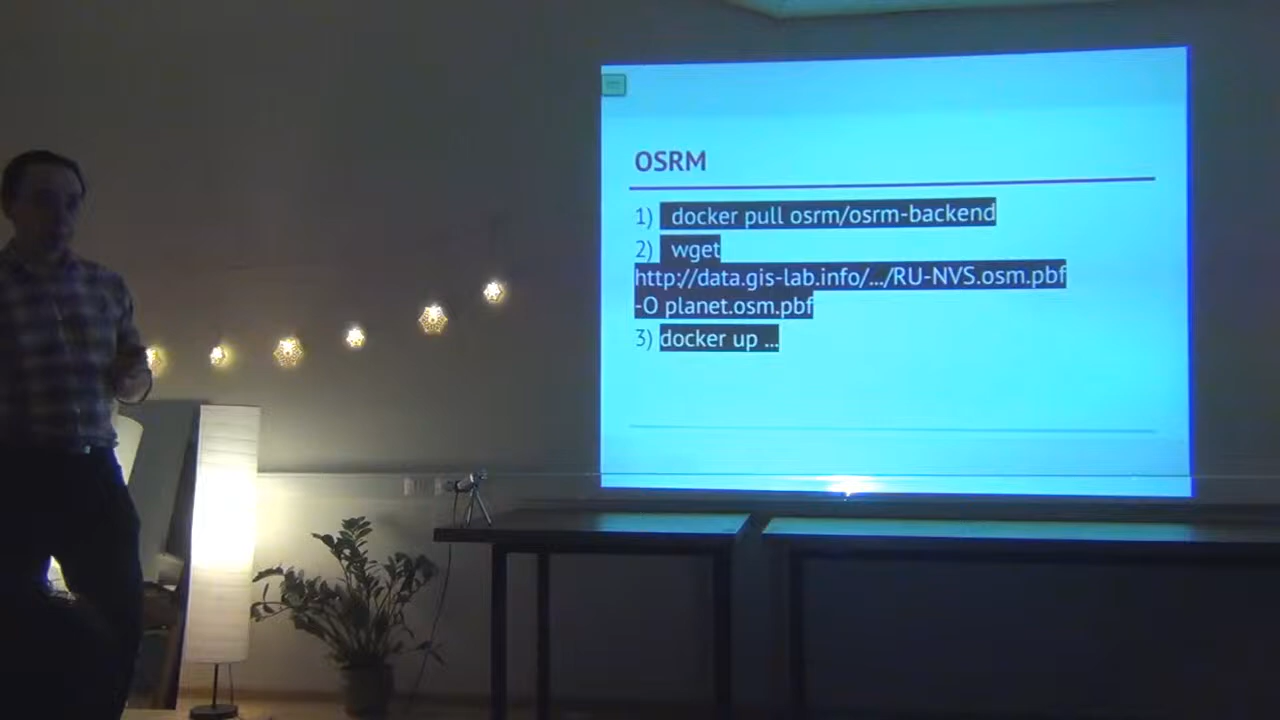 OSRM
1) docker pull osrm/osrm-backend
2) wget
http://data.gis-lab.info/.../RU-NVS.osm.pbf
-O planet.osm.pbf
3) docker up ...